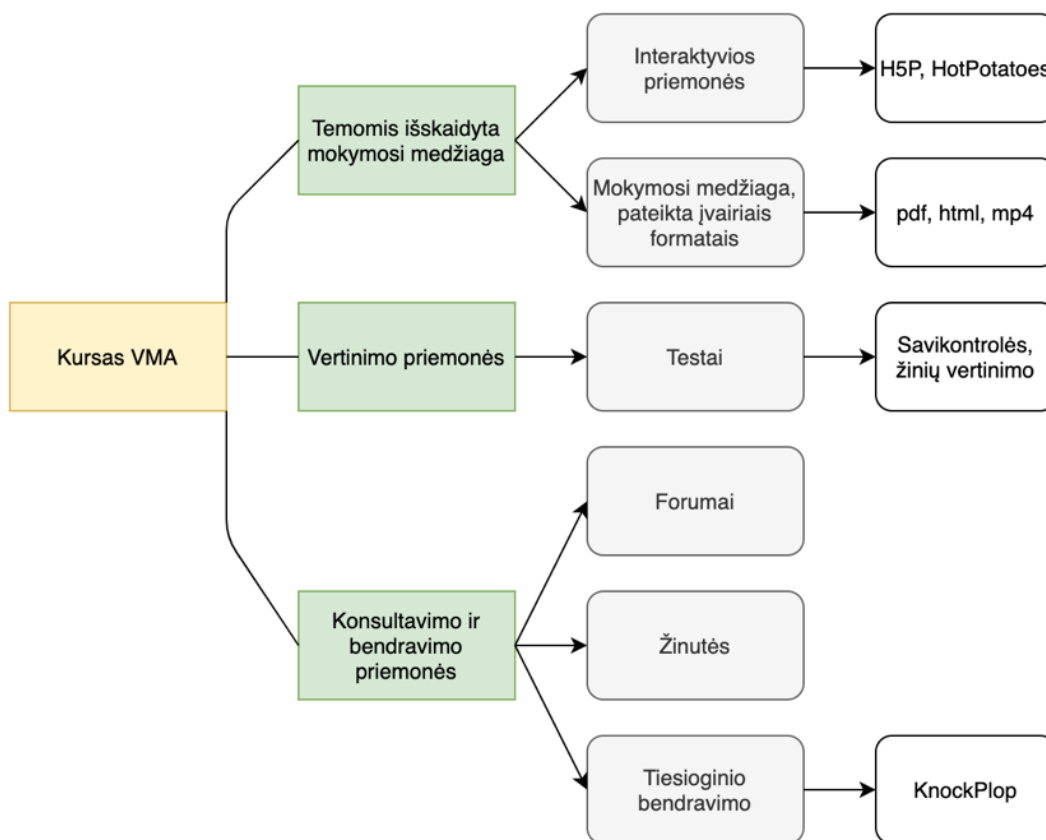 Interaktyvios
priemonės
H5P, HotPotatoes
Temomis išskaidyta
mokymosi medžiaga
Mokymosi medžiaga,
pateikta įvairiais
formatais
pdf, html, mp4
Kursas VMA
Vertinimo priemonės
Testai
Savikontrolės,
žinių vertinimo
Forumai
Konsultavimo ir
bendravimo
priemonės
Žinutės
Tiesioginio
bendravimo
KnockPlop